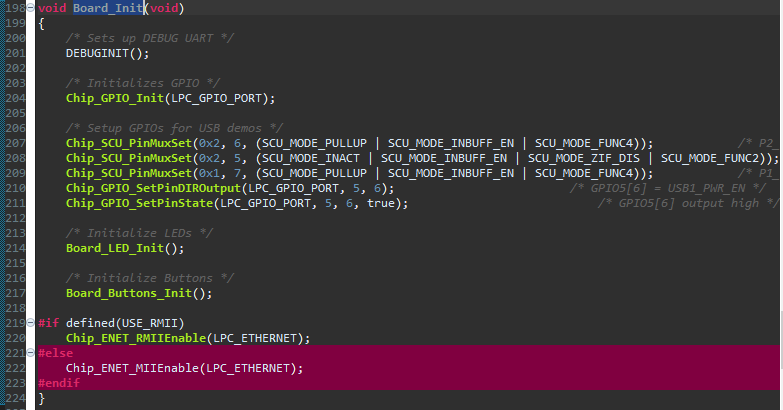 198 void Board_Init(void)
199 {
200 /* Sets up DEBUG UART */
201 DEBUGINIT();
202
203 /* Initializes GPIO */
204 Chip_GPIO_Init(LPC_GPIO_PORT);
205
206 /* Setup GPIOs for USB demos */
207 Chip_SCU_PinMuxSet(0x2, 6, (SCU_MODE_PULLUP | SCU_MODE_INBUFF_EN | SCU_MODE_FUNC4)); /* P2_
208 Chip_SCU_PinMuxSet(0x2, 5, (SCU_MODE_INACT | SCU_MODE_INBUFF_EN | SCU_MODE_ZIF_DIS | SCU_MODE_FUNC2));
209 Chip_SCU_PinMuxSet(0x1, 7, (SCU_MODE_PULLUP | SCU_MODE_INBUFF_EN | SCU_MODE_FUNC4)); /* P1_
210 Chip_GPIO_SetPinDIROutput(LPC_GPIO_PORT, 5, 6); /* GPIO5[6] = USB1_PWR_EN */
211 Chip_GPIO_SetPinState(LPC_GPIO_PORT, 5, 6, true); /* GPIO5[6] output high */
212
213 /* Initialize LEDs */
214 Board_LED_Init();
215
216 /* Initialize Buttons */
217 Board_Buttons_Init();
218
219 #if defined(USE_RMII)
220 Chip_ENET_RMIIEnable(LPC_ETHERNET);
221 #else
222 Chip_ENET_MIIEnable(LPC_ETHERNET);
223 #endif
224 }